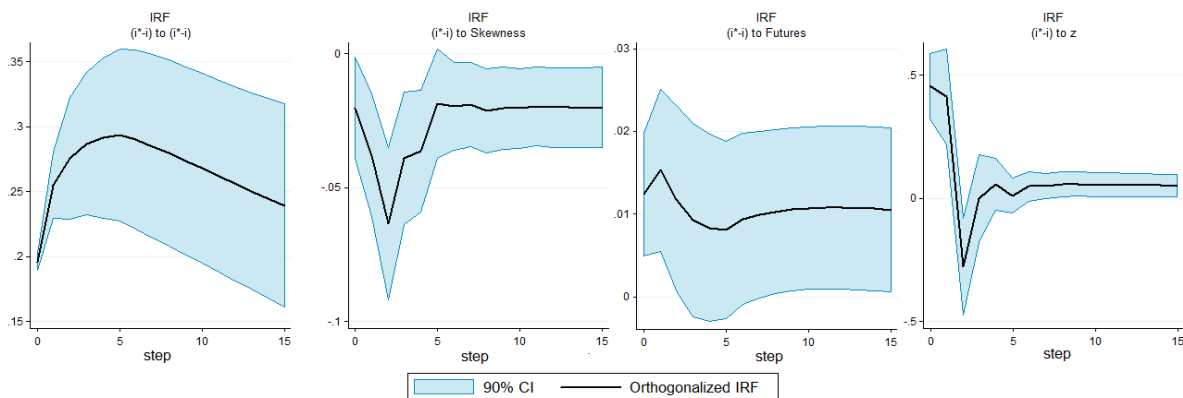 IRF
(i*-i) to (i*-i)
.35
.3
.25
.2
.15
0
5
10
15
step
IRF
(i*-i) to Skewness
0
-.05
-.1
0
5
10
15
step
IRF
(i*-i) to Futures
.03
.02
.01
0
0
5
10
15
step
IRF
(i*-i) to z
.5
0
-.5
0
5
10
15
step
90% CI
Orthogonalized IRF